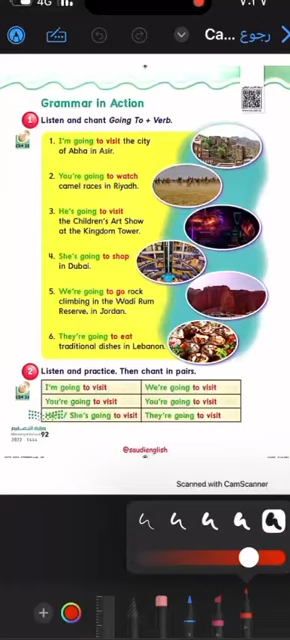 4G
٧:٢٧
Ca...
رجوع
Grammar in Action
1 Listen and chant Going To + Verb.
1. I'm going to visit the city
of Abha in Asir.
2. You're going to watch
camel races in Riyadh.
3. He's going to visit
the Children's Art Show
at the Kingdom Tower.
4. She's going to shop
in Dubai.
5. We're going to go rock
climbing in the Wadi Rum
Reserve, in Jordan.
6. They're going to eat
traditional dishes in Lebanon.
2 Listen and practice. Then chant in pairs.
I'm going to visit We're going to visit
You're going to visit You're going to visit
She's going to visit They're going to visit
92
2022 - 1444
@saudienglish
Scanned with CamScanner